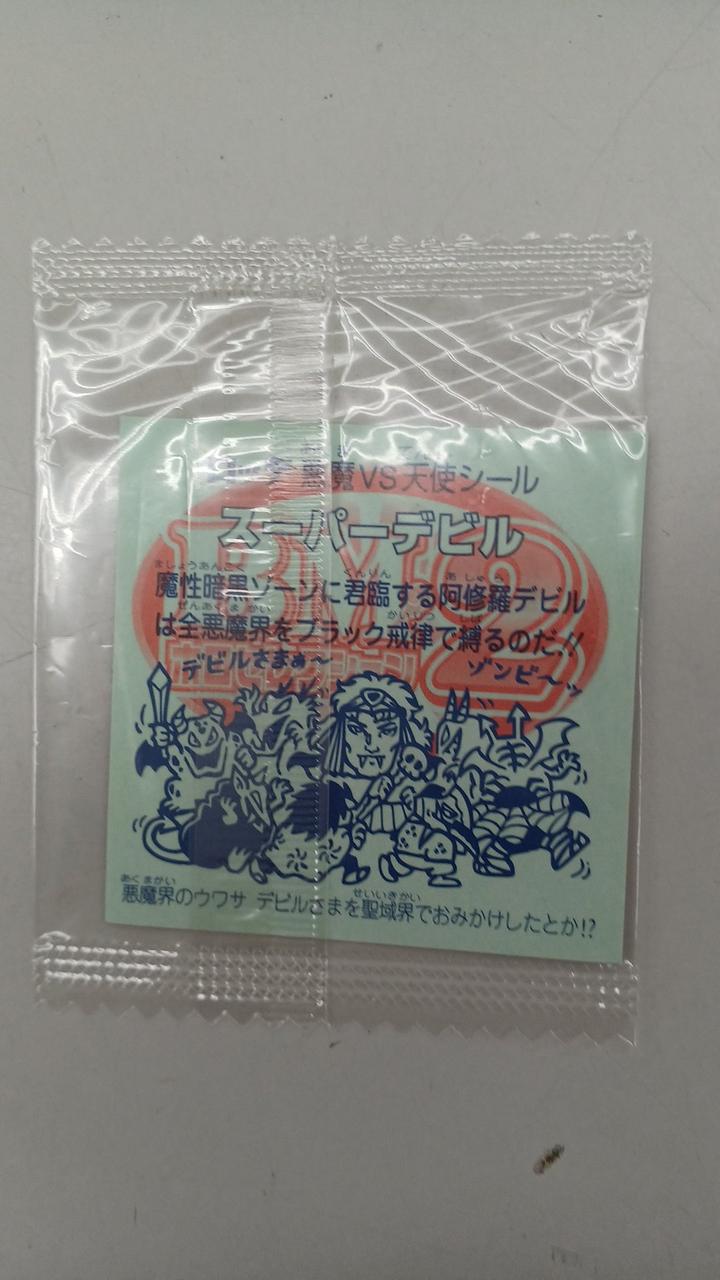 悪魔VS天使シール
スーパーデビル
魔性暗黒ゾーンに君臨する阿修羅デビル
は全悪魔界をブラック戒律で縛るのだ!!
デビルさまぁ〜
ゾンビ〜ッ
悪魔界のウワサ デビルさまを聖域界でおみかけしたとか!?